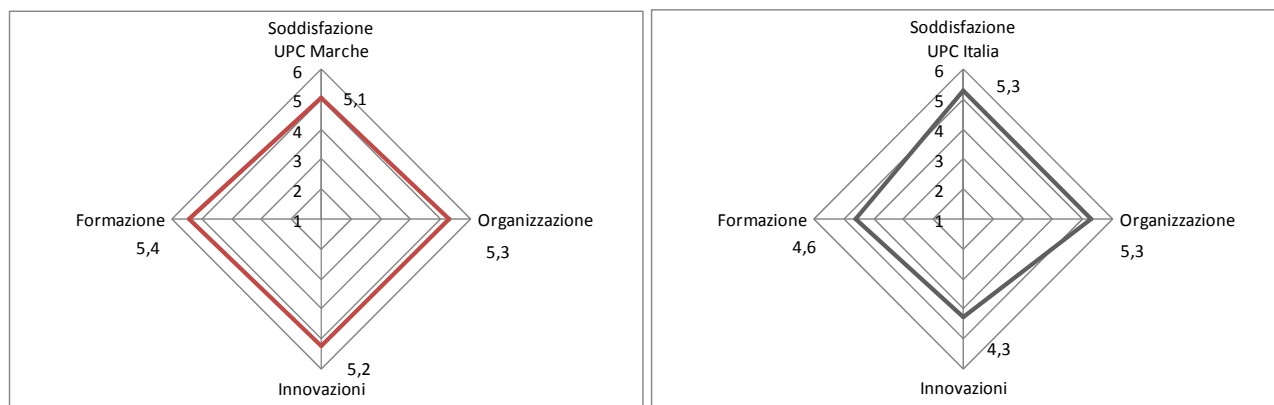 Soddisfazione
UPC Marche
6
5,1
5
4
3
2
1
Formazione
5,4
Organizzazione
5,3
5,2
Innovazioni
Soddisfazione
UPC Italia
6
5,3
5
4
3
2
1
Formazione
4,6
Organizzazione
5,3
4,3
Innovazioni